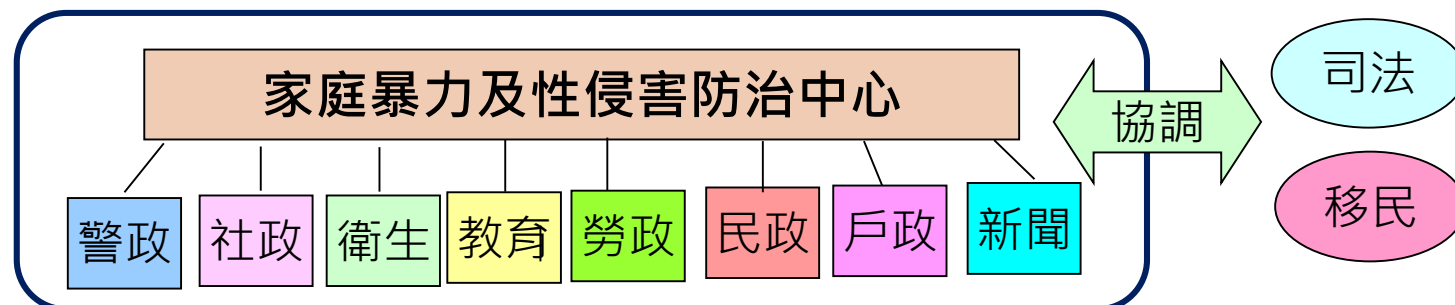 家庭暴力及性侵害防治中心
協調
司法
移民
警政
社政
衛生
教育
勞政
民政
戶政
新聞